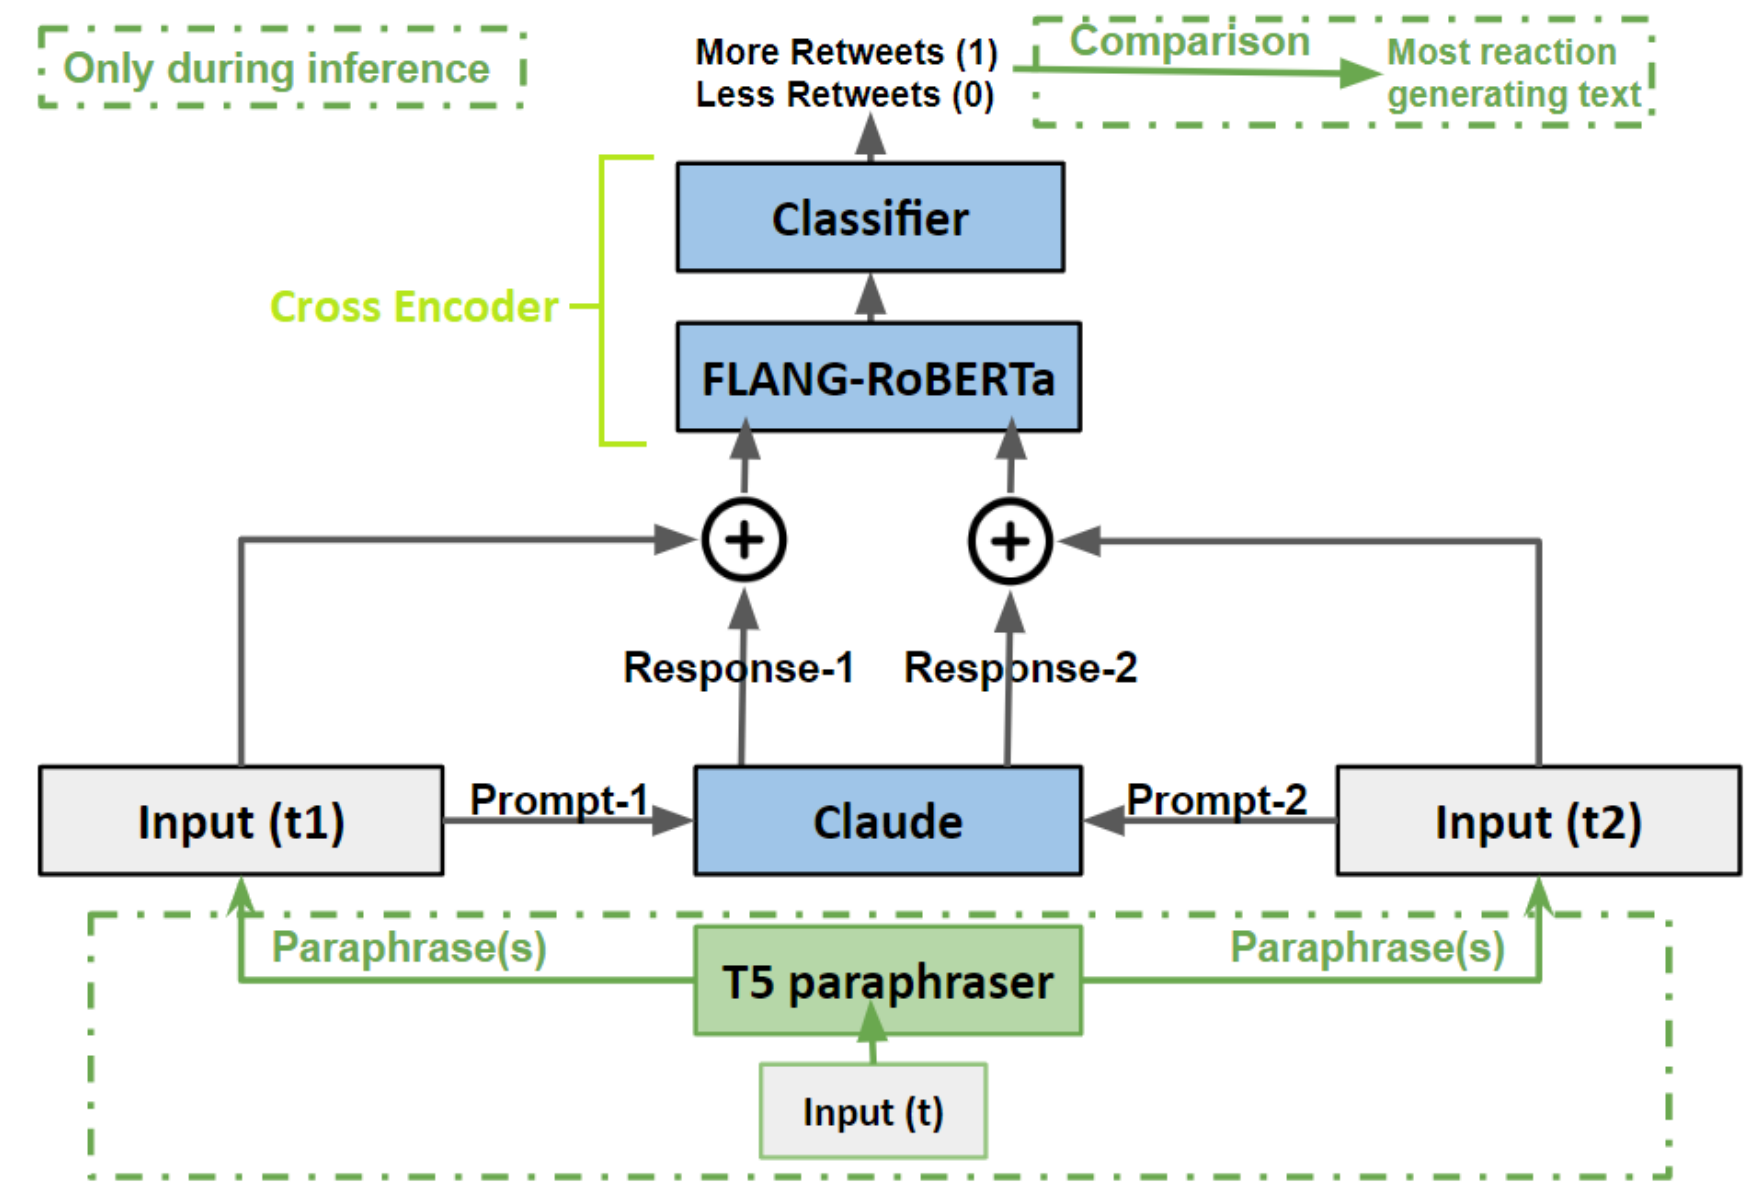 Only during inference
More Retweets (1)
Less Retweets (0)
Comparison
Most reaction
generating text
Classifier
Cross Encoder
FLANG-RoBERTa
+
+
Response-1
Response-2
Input (t1)
Prompt-1
Claude
Prompt-2
Input (t2)
Paraphrase(s)
T5 paraphraser
Paraphrase(s)
Input (t)